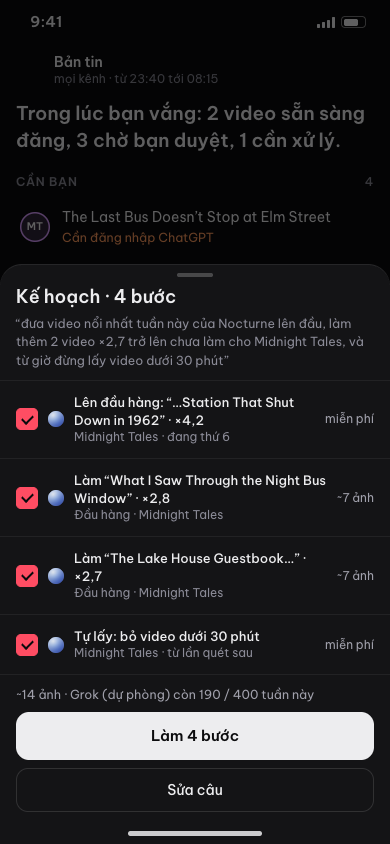 9:41
Bản tin
mọi kênh · từ 23:40 tới 08:15
Trong lúc bạn vắng: 2 video sẵn sàng
đăng, 3 chờ bạn duyệt, 1 cần xử lý.
CẦN BẠN 4
MT The Last Bus Doesn't Stop at Elm Street
Cần đăng nhập ChatGPT
Kế hoạch · 4 bước
“đưa video nổi nhất tuần này của Nocturne lên đầu, làm
thêm 2 video ×2,7 trở lên chưa làm cho Midnight Tales, và
từ giờ đừng lấy video dưới 30 phút”
Lên đầu hàng: “…Station That Shut
Down in 1962” · ×4,2
miễn phí
Midnight Tales · đang thứ 6
Làm “What I Saw Through the Night Bus
Window” · ×2,8
~7 ảnh
Đầu hàng · Midnight Tales
Làm “The Lake House Guestbook…” ·
×2,7
~7 ảnh
Đầu hàng · Midnight Tales
Tự lấy: bỏ video dưới 30 phút
miễn phí
Midnight Tales · từ lần quét sau
~14 ảnh · Grok (dự phòng) còn 190 / 400 tuần này
Làm 4 bước
Sửa câu